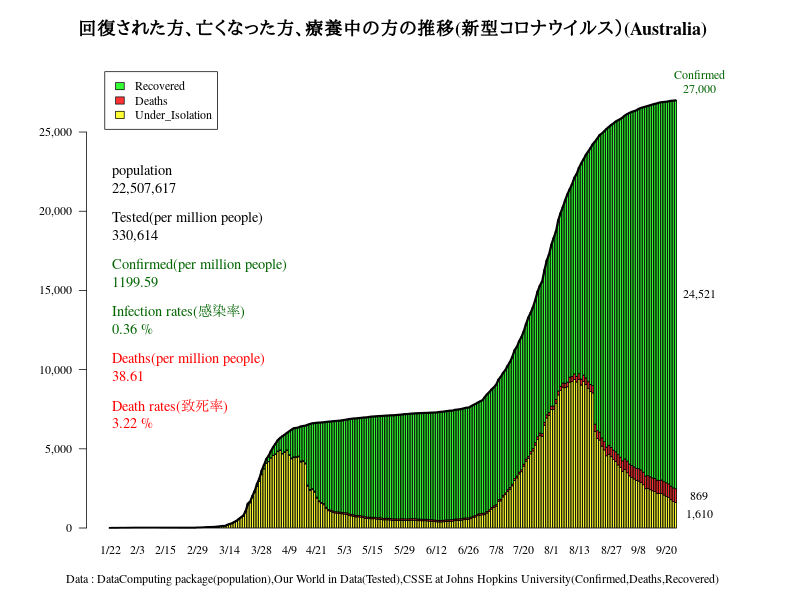 回復された方、亡くなった方、療養中の方の推移(新型コロナウイルス）(Australia)
Confirmed
27,000
Recovered
Deaths
Under_Isolation
25,000
20,000
15,000
10,000
5,000
0
population
22,507,617
Tested(per million people)
330,614
Confirmed(per million people)
1199.59
Infection rates(感染率)
0.36 %
Deaths(per million people)
38.61
Death rates(致死率)
3.22 %
24,521
869
1,610
1/22 2/3 2/15 2/29 3/14 3/28 4/9 4/21 5/3 5/15 5/29 6/12 6/26 7/8 7/20 8/1 8/13 8/27 9/8 9/20
Data : DataComputing package(population),Our World in Data(Tested),CSSE at Johns Hopkins University(Confirmed,Deaths,Recovered)